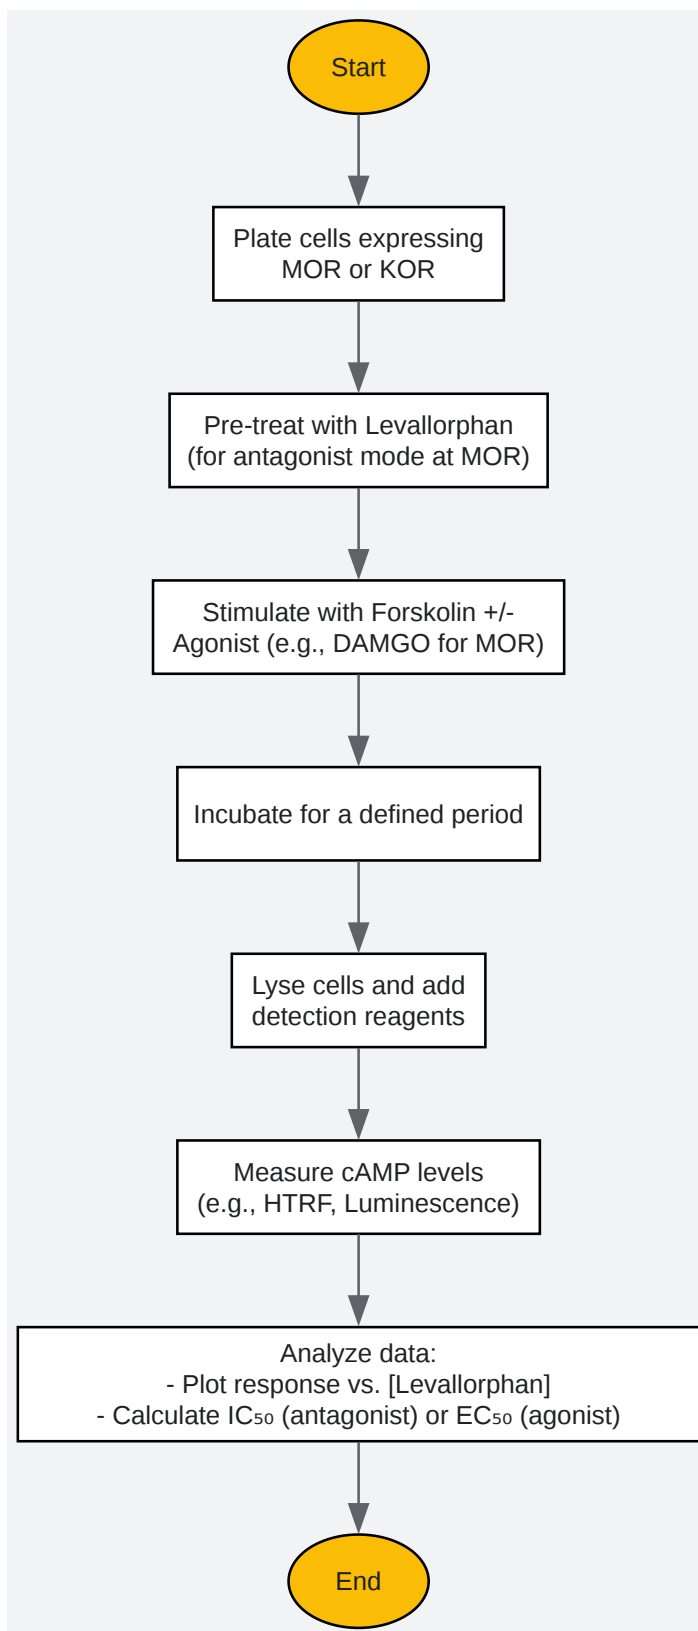 Start
Plate cells expressing
MOR or KOR
Pre-treat with Levallorphan
(for antagonist mode at MOR)
Stimulate with Forskolin +/-
Agonist (e.g., DAMGO for MOR)
Incubate for a defined period
Lyse cells and add
detection reagents
Measure cAMP levels
(e.g., HTRF, Luminescence)
Analyze data:
- Plot response vs. [Levallorphan]
- Calculate IC₅₀ (antagonist) or EC₅₀ (agonist)
End